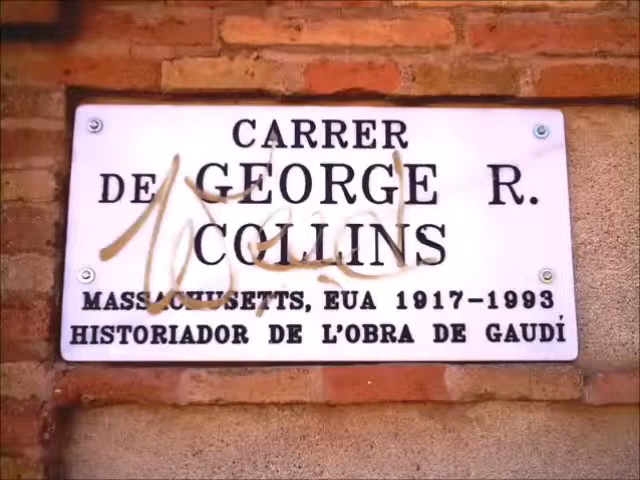 CARRER
DE GEORGE R.
COLLINS
MASSACHUSETTS, EUA 1917-1993
HISTORIADOR DE L'OBRA DE GAUDÍ